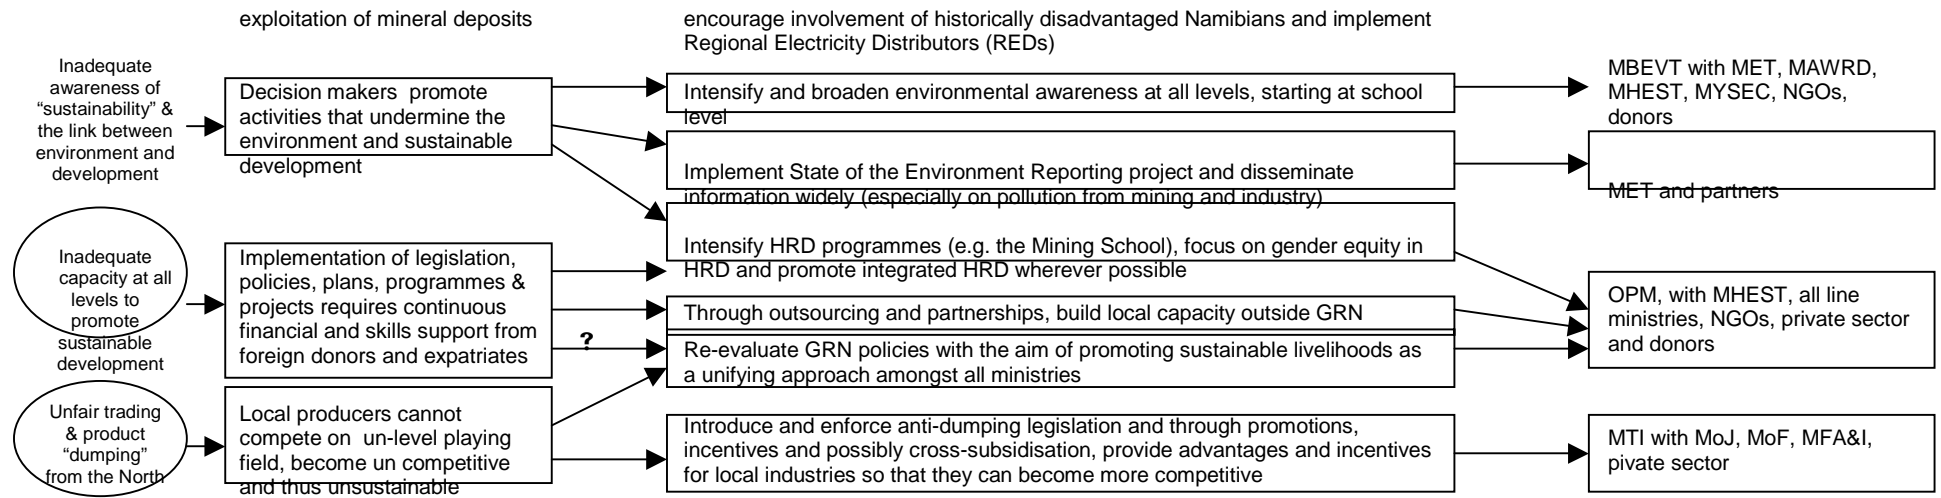 exploitation of mineral deposits
encourage involvement of historically disadvantaged Namibians and implement
Regional Electricity Distributors (REDs)
Inadequate
awareness of
“sustainability” &
the link between
environment and
development
Decision makers promote
activities that undermine the
environment and sustainable
development
Intensify and broaden environmental awareness at all levels, starting at school
level
MBEVT with MET, MAWRD,
MHEST, MYSEC, NGOs,
donors
Implement State of the Environment Reporting project and disseminate
information widely (especially on pollution from mining and industry)
MET and partners
Inadequate
capacity at all
levels to
promote
sustainable
development
Implementation of legislation,
policies, plans, programmes &
projects requires continuous
financial and skills support from
foreign donors and expatriates
?
Intensify HRD programmes (e.g. the Mining School), focus on gender equity in
HRD and promote integrated HRD wherever possible
Through outsourcing and partnerships, build local capacity outside GRN
Re-evaluate GRN policies with the aim of promoting sustainable livelihoods as
a unifying approach amongst all ministries
OPM, with MHEST, all line
ministries, NGOs, private sector
and donors
Unfair trading
& product
“dumping”
from the North
Local producers cannot
compete on un-level playing
field, become un competitive
and thus unsustainable
Introduce and enforce anti-dumping legislation and through promotions,
incentives and possibly cross-subsidisation, provide advantages and incentives
for local industries so that they can become more competitive
MTI with MoJ, MoF, MFA&I,
pivate sector